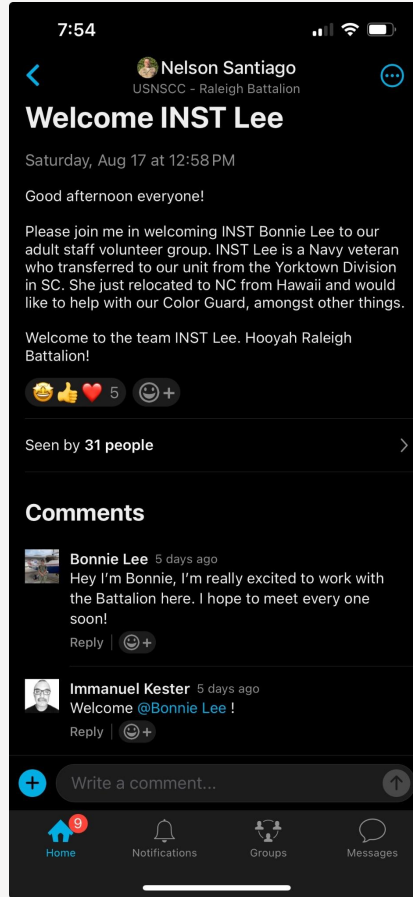 7:54
Nelson Santiago
USNSCC - Raleigh Battalion
Welcome INST Lee
Saturday, Aug 17 at 12:58 PM
Good afternoon everyone!
Please join me in welcoming INST Bonnie Lee to our
adult staff volunteer group. INST Lee is a Navy veteran
who transferred to our unit from the Yorktown Division
in SC. She just relocated to NC from Hawaii and would
like to help with our Color Guard, amongst other things.
Welcome to the team INST Lee. Hooyah Raleigh
Battalion!
5
Seen by 31 people
Comments
Bonnie Lee 5 days ago
Hey I'm Bonnie, I'm really excited to work with
the Battalion here. I hope to meet every one
soon!
Reply
Immanuel Kester 5 days ago
Welcome @Bonnie Lee !
Reply
Write a comment...
9
Home Notifications Groups Messages